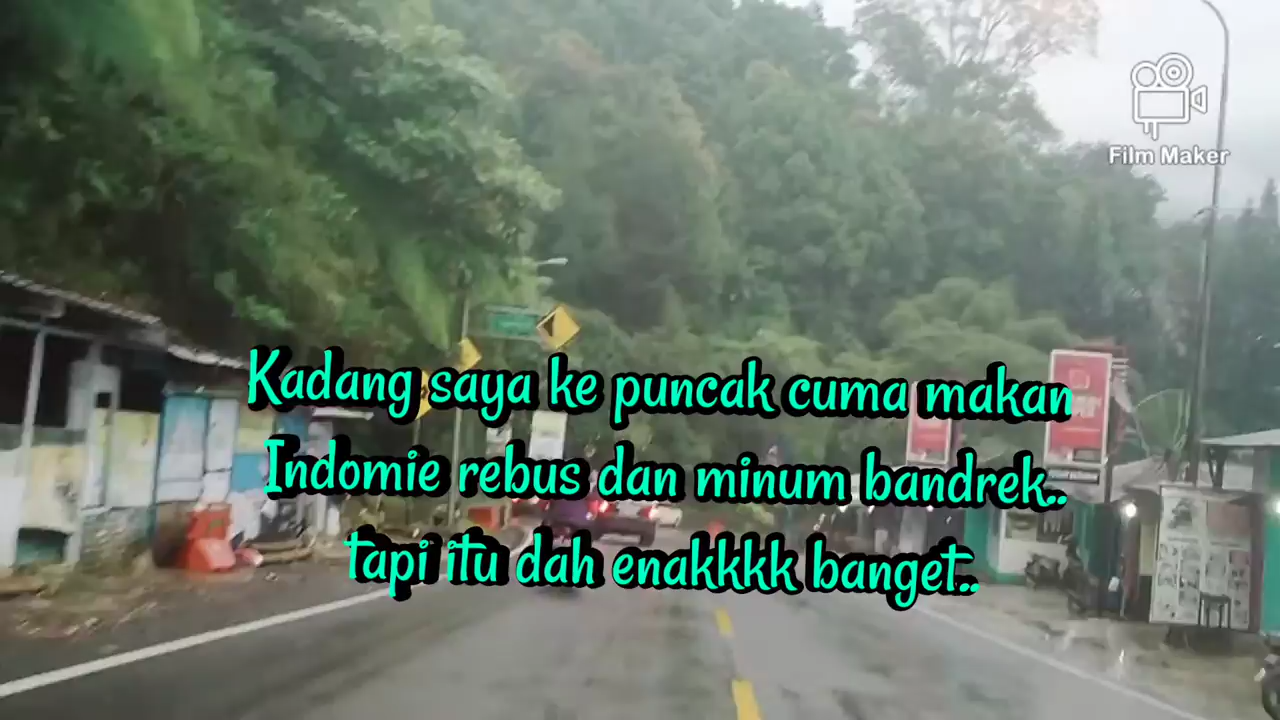 Film Maker
Kadang saya ke puncak cuma makan
Indomie rebus dan minum bandrek..
tapi itu dah enakkkk banget..